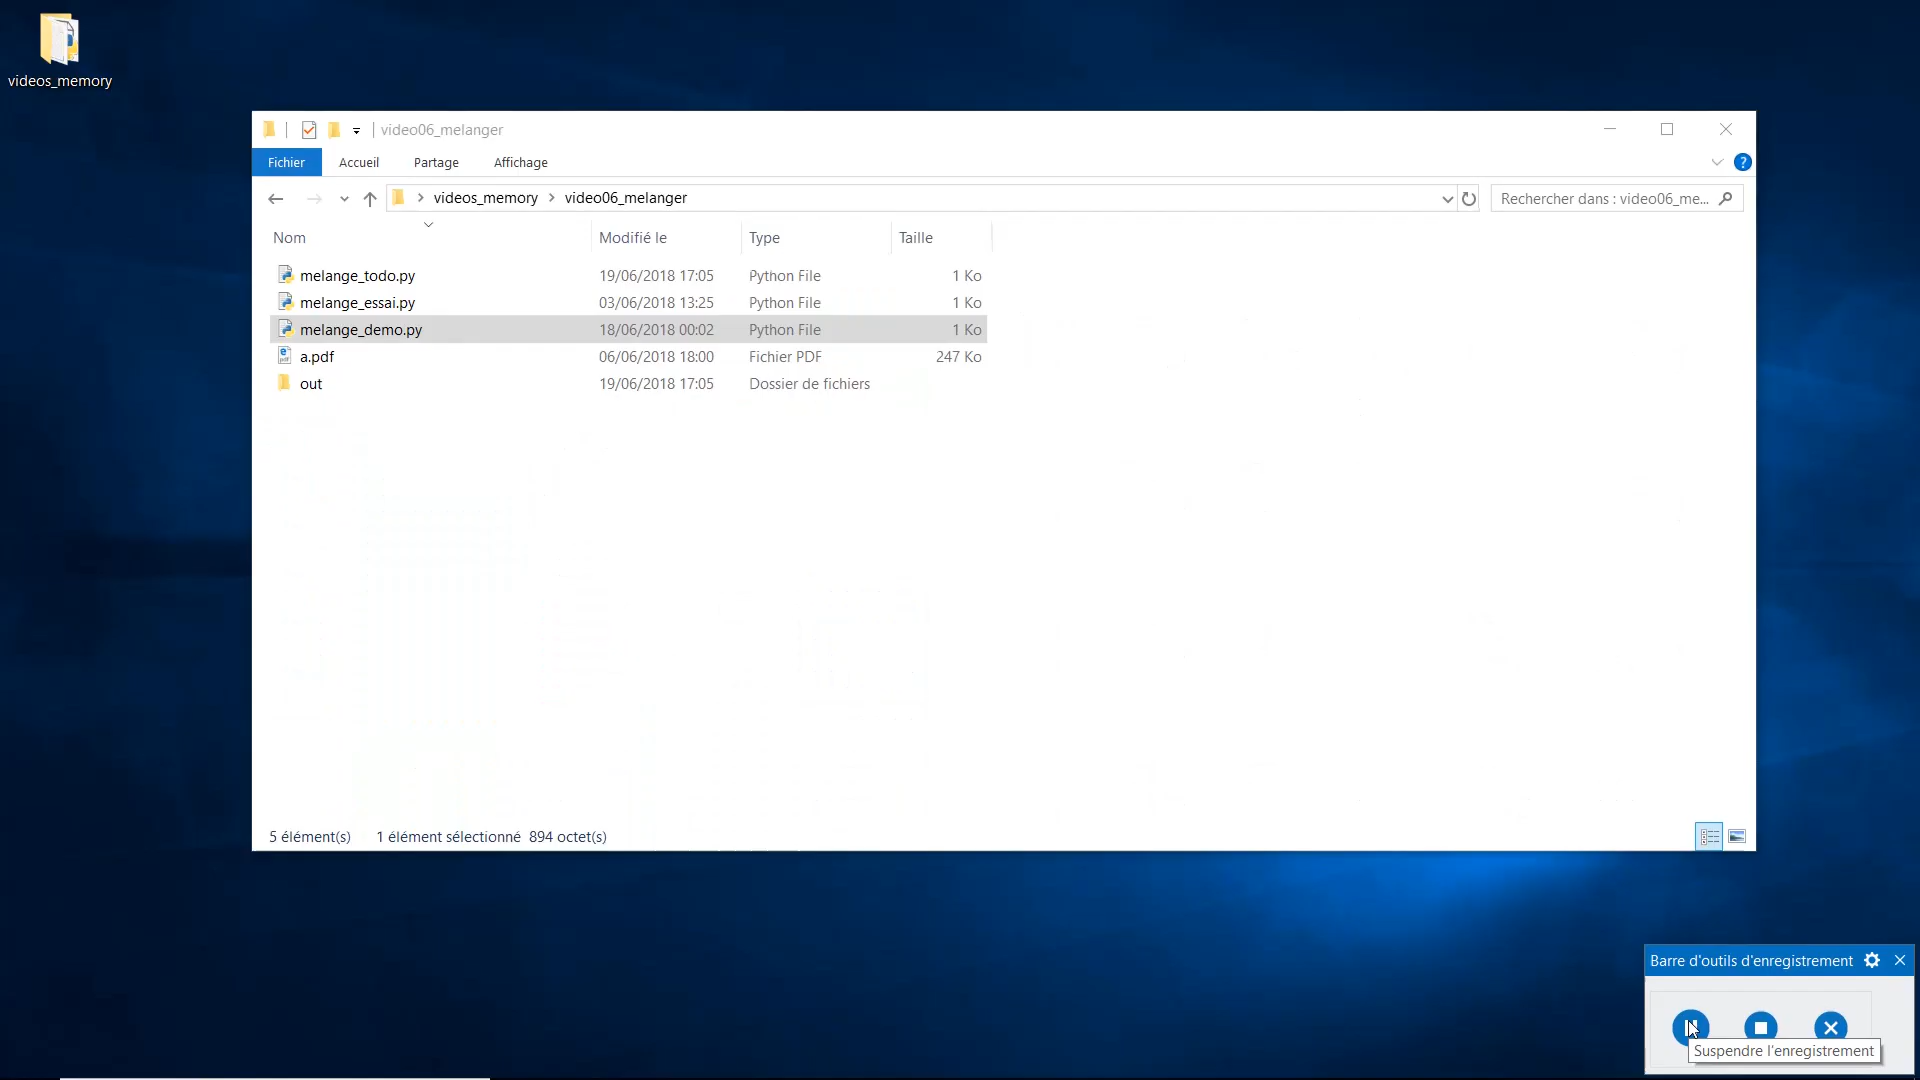 videos_memory
video06_melanger
Fichier Accueil Partage Affichage
videos_memory video06_melanger Rechercher dans : video06_me...
Nom Modifié le Type Taille
melange_todo.py 19/06/2018 17:05 Python File 1 Ko
melange_essai.py 03/06/2018 13:25 Python File 1 Ko
melange_demo.py 18/06/2018 00:02 Python File 1 Ko
a.pdf 06/06/2018 18:00 Fichier PDF 247 Ko
out 19/06/2018 17:05 Dossier de fichiers
5 élément(s) 1 élément sélectionné 894 octet(s)
Barre d'outils d'enregistrement
Suspendre l'enregistrement